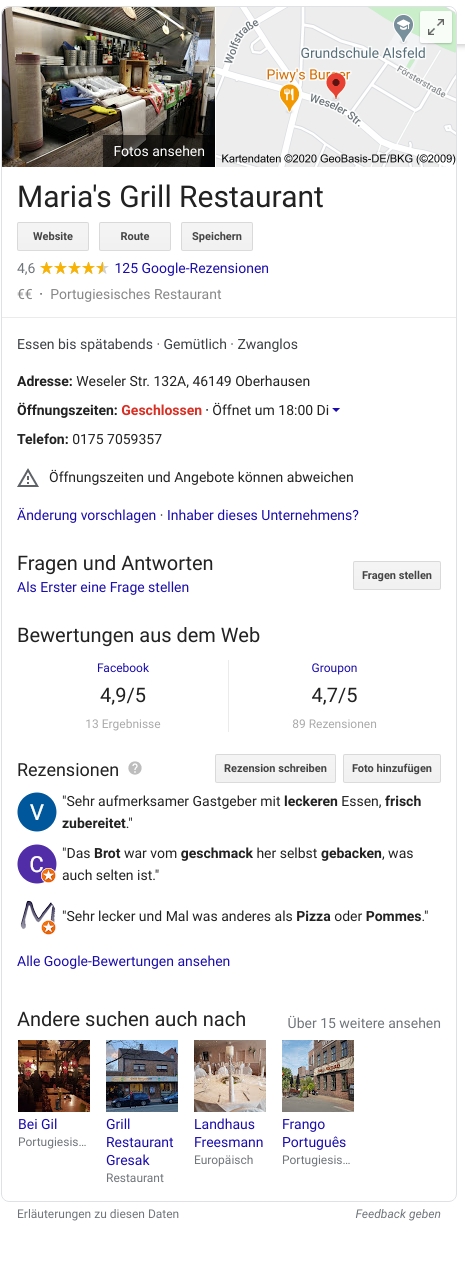 Wolfstraße
Grundschule Alsfeld
Försterstraße
Piwy's Burger
Weseler Str.
Fotos ansehen
Kartendaten ©2020 GeoBasis-DE/BKG (©2009)
Maria's Grill Restaurant
Website Route Speichern
4,6 125 Google-Rezensionen
€€ · Portugiesisches Restaurant
Essen bis spätabends · Gemütlich · Zwanglos
Adresse: Weseler Str. 132A, 46149 Oberhausen
Öffnungszeiten: Geschlossen · Öffnet um 18:00 Di
Telefon: 0175 7059357
Öffnungszeiten und Angebote können abweichen
Änderung vorschlagen · Inhaber dieses Unternehmens?
Fragen und Antworten
Als Erster eine Frage stellen
Fragen stellen
Bewertungen aus dem Web
Facebook Groupon
4,9/5 4,7/5
13 Ergebnisse 89 Rezensionen
Rezensionen ? Rezension schreiben Foto hinzufügen
V
"Sehr aufmerksamer Gastgeber mit leckeren Essen, frisch
zubereitet."
C
"Das Brot war vom geschmack her selbst gebacken, was
auch selten ist."
"Sehr lecker und Mal was anderes als Pizza oder Pommes."
Alle Google-Bewertungen ansehen
Andere suchen auch nach Über 15 weitere ansehen
Bei Gil
Portugiesis...
Grill
Restaurant
Gresak
Restaurant
Landhaus
Freesmann
Europäisch
Frango
Português
Portugiesis...
Erläuterungen zu diesen Daten Feedback geben